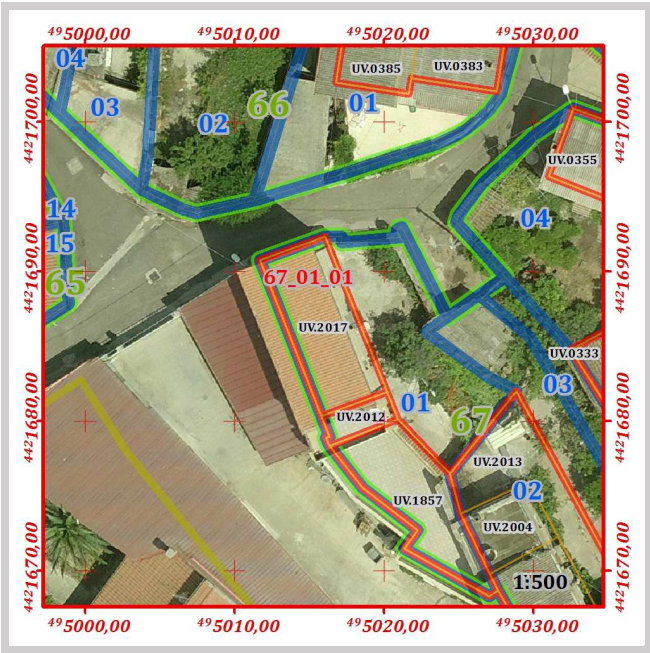 ⁴⁹5000,00 ⁴⁹5010,00 ⁴⁹5020,00 ⁴⁹5030,00
04
UV.0385
UV.0383
03
02
66
01
⁴⁴²1700,00
⁴⁴²1700,00
UV.0355
14
04
15
65
⁴⁴²1690,00
67_01_01
⁴⁴²1690,00
UV.2017
UV.0333
03
UV.2012
01
67
⁴⁴²1680,00
⁴⁴²1680,00
UV.2013
UV.1857
02
UV.2004
⁴⁴²1670,00
1:500
⁴⁴²1670,00
⁴⁹5000,00 ⁴⁹5010,00 ⁴⁹5020,00 ⁴⁹5030,00